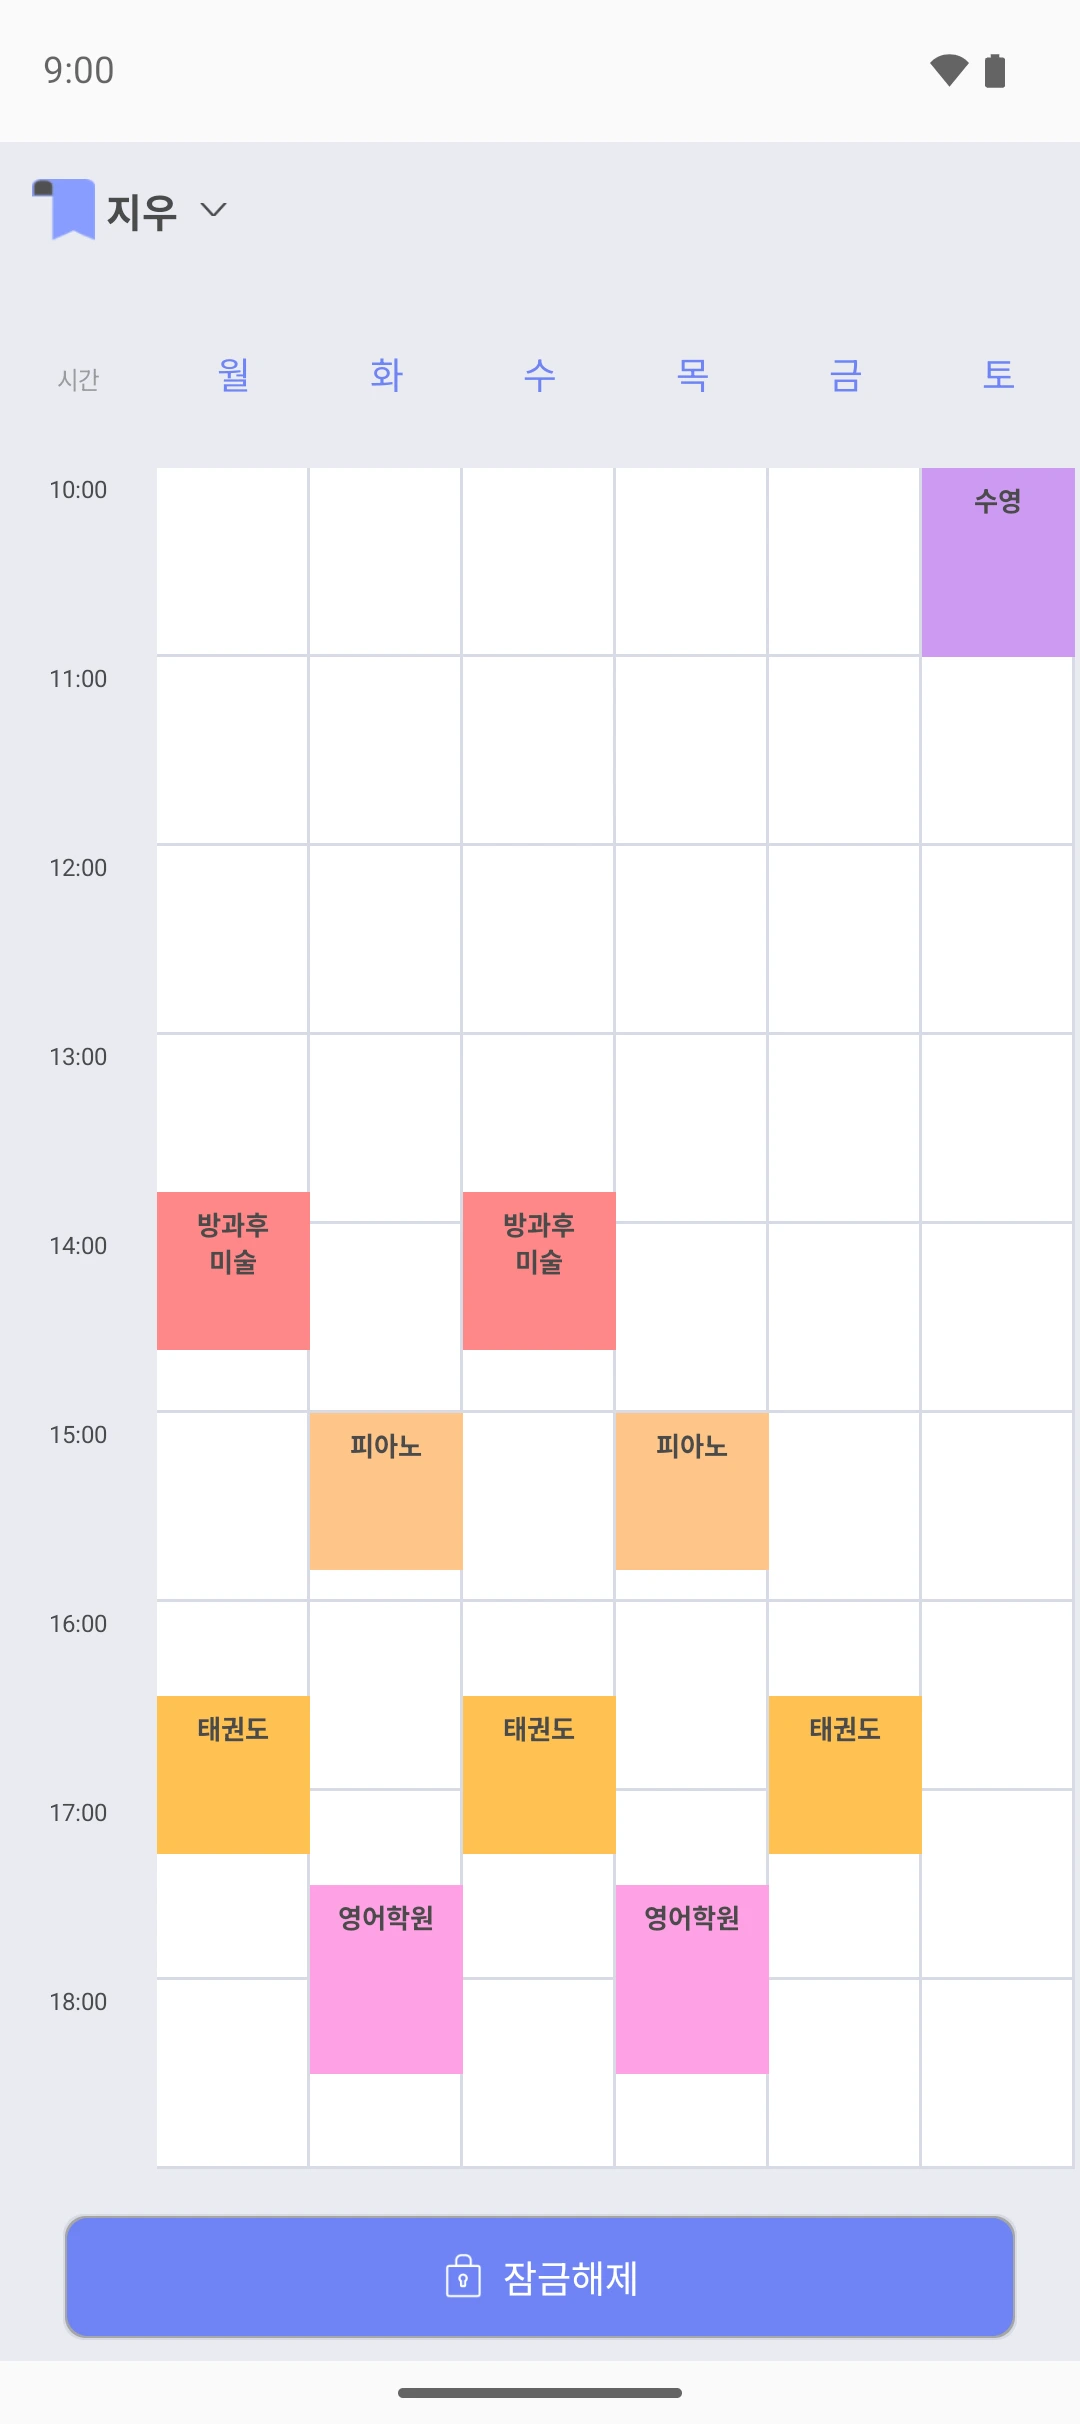 9:00
지우
시간 월 화 수 목 금 토
10:00
수영
11:00
12:00
13:00
방과후 방과후
미술 미술
14:00
15:00
피아노 피아노
16:00
태권도 태권도 태권도
17:00
영어학원 영어학원
18:00
잠금해제